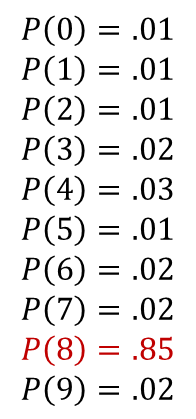 P(0) = .01
P(1) = .01
P(2) = .01
P(3) = .02
P(4) = .03
P(5) = .01
P(6) = .02
P(7) = .02
P(8) = .85
P(9) = .02